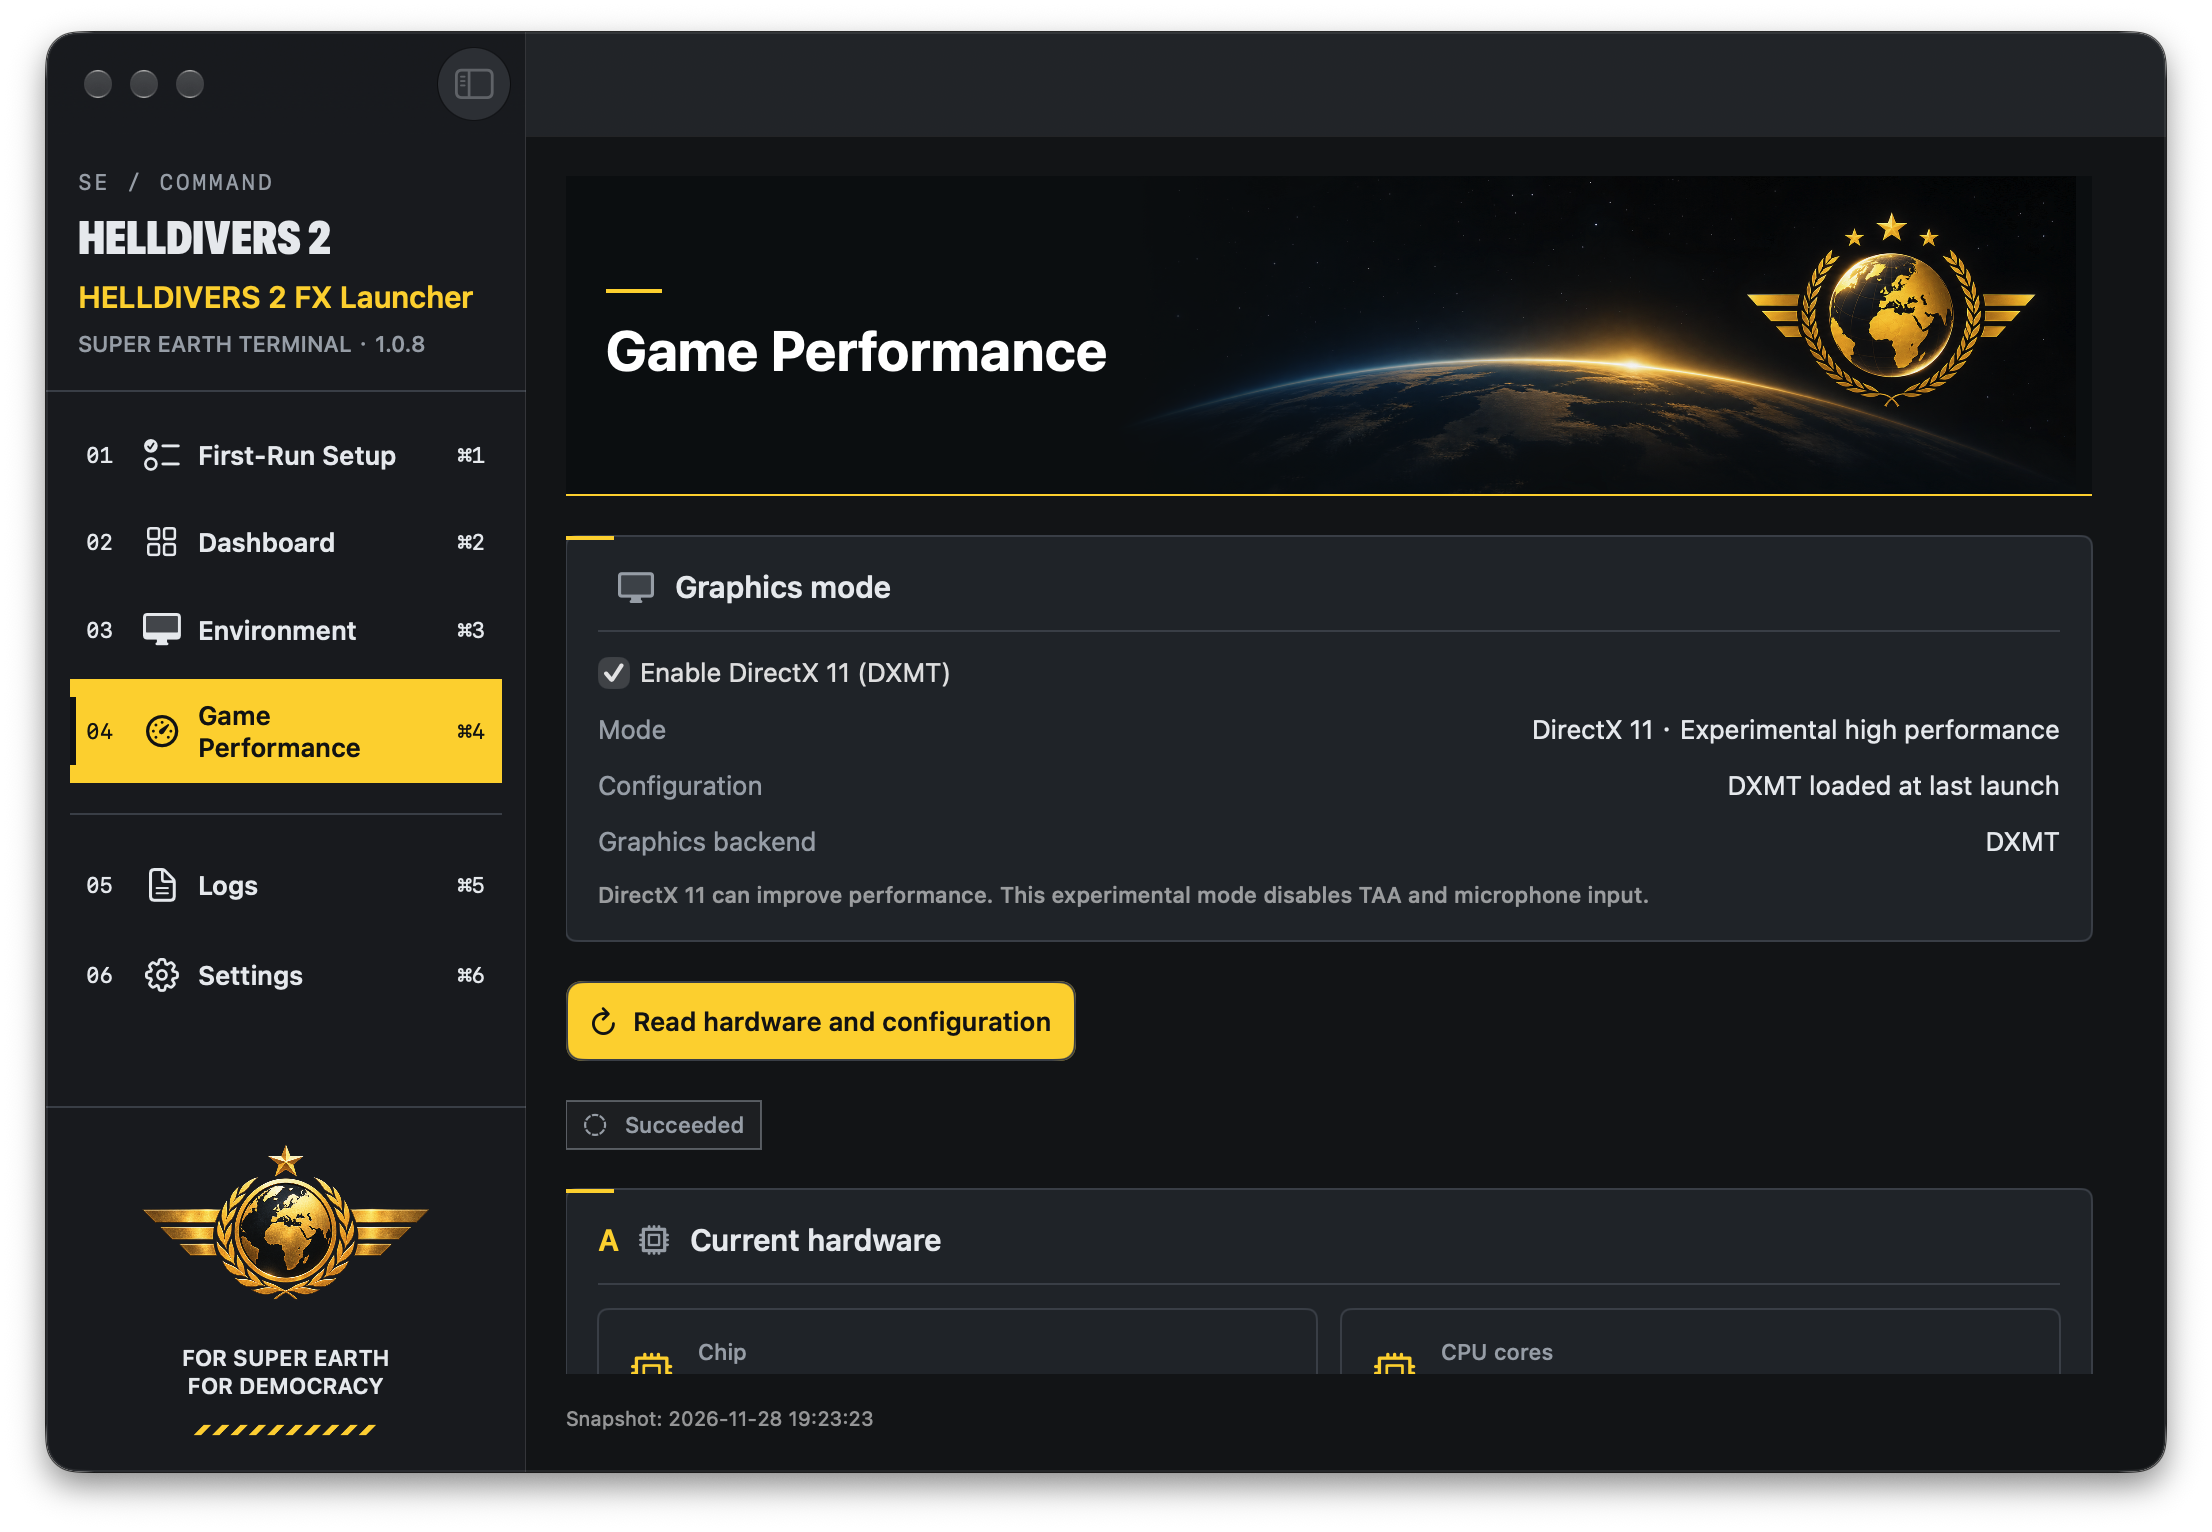 SE / COMMAND
HELLDIVERS 2
HELLDIVERS 2 FX Launcher
SUPER EARTH TERMINAL · 1.0.8
01 First-Run Setup ⌘1
02 Dashboard ⌘2
03 Environment ⌘3
04 Game Performance ⌘4
05 Logs ⌘5
06 Settings ⌘6
FOR SUPER EARTH
FOR DEMOCRACY
Game Performance
Graphics mode
Enable DirectX 11 (DXMT)
Mode DirectX 11 · Experimental high performance
Configuration DXMT loaded at last launch
Graphics backend DXMT
DirectX 11 can improve performance. This experimental mode disables TAA and microphone input.
Read hardware and configuration
Succeeded
A Current hardware
Chip CPU cores
Snapshot: 2026-11-28 19:23:23